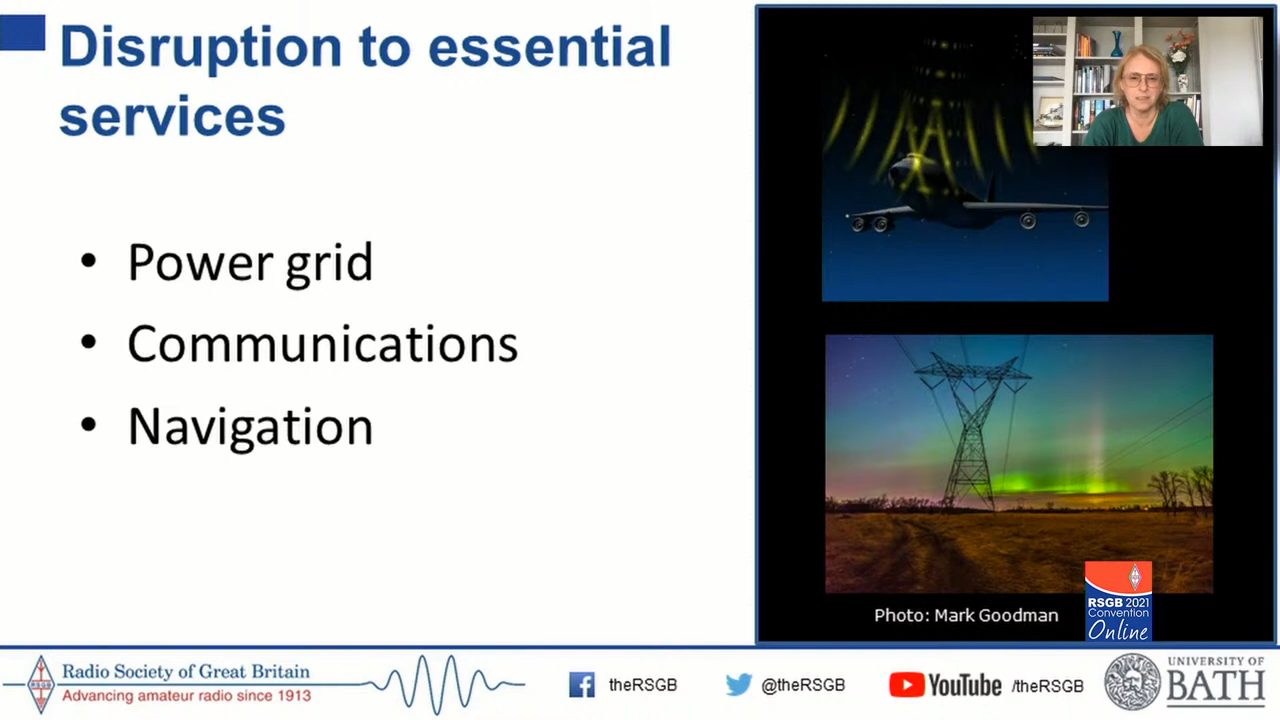 Disruption to essential
services
• Power grid
• Communications
• Navigation
Photo: Mark Goodman
RSGB 2021
Convention
Online
RSGB
Radio Society of Great Britain
Advancing amateur radio since 1913
theRSGB
@theRSGB
YouTube /theRSGB
UNIVERSITY OF
BATH